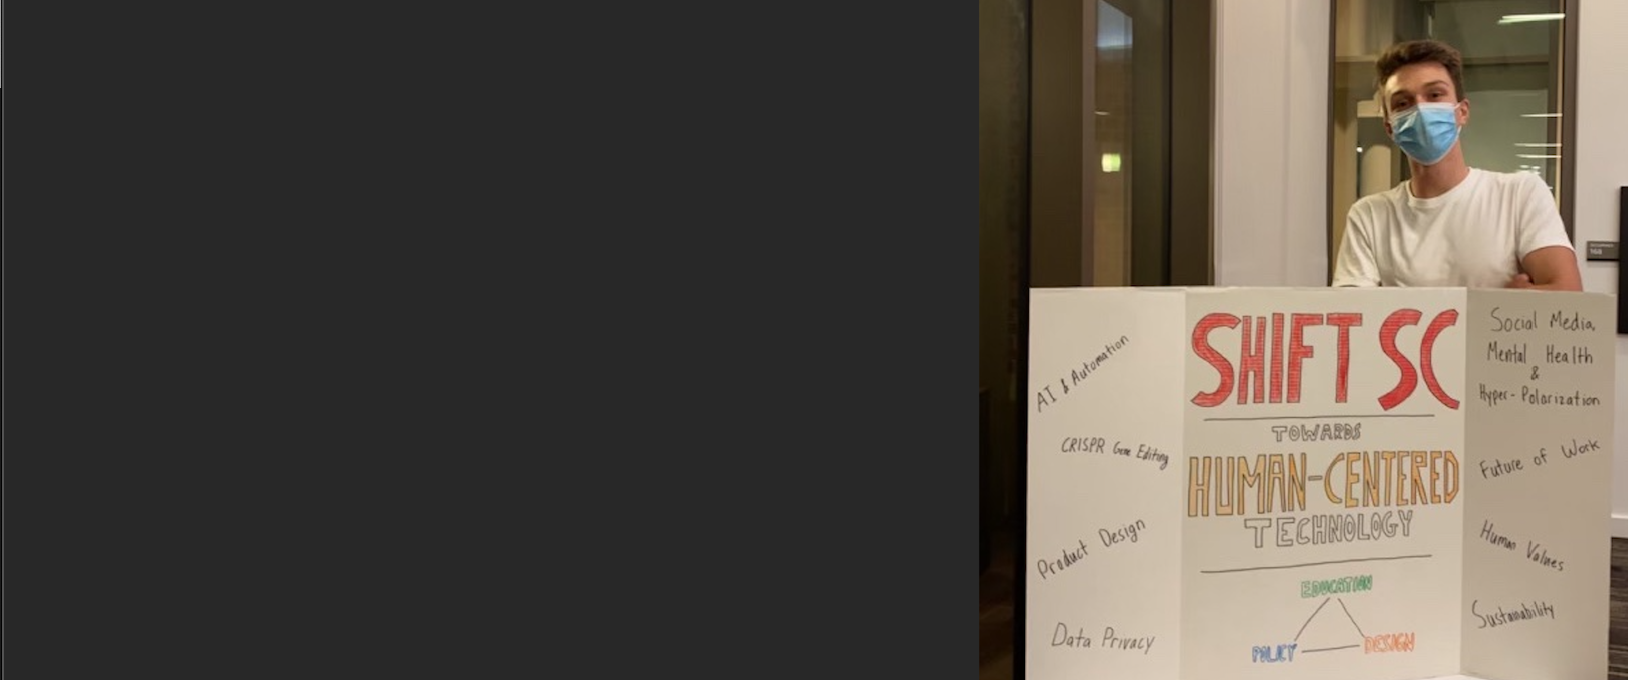 AI & Automation
CRISPR Gene Editing
Product Design
Data Privacy
SHIFT SC
TOWARDS
HUMAN-CENTERED
TECHNOLOGY
EDUCATION
POLICY
DESIGN
Social Media,
Mental Health
&
Hyper-Polarization
Future of Work
Human Values
Sustainability